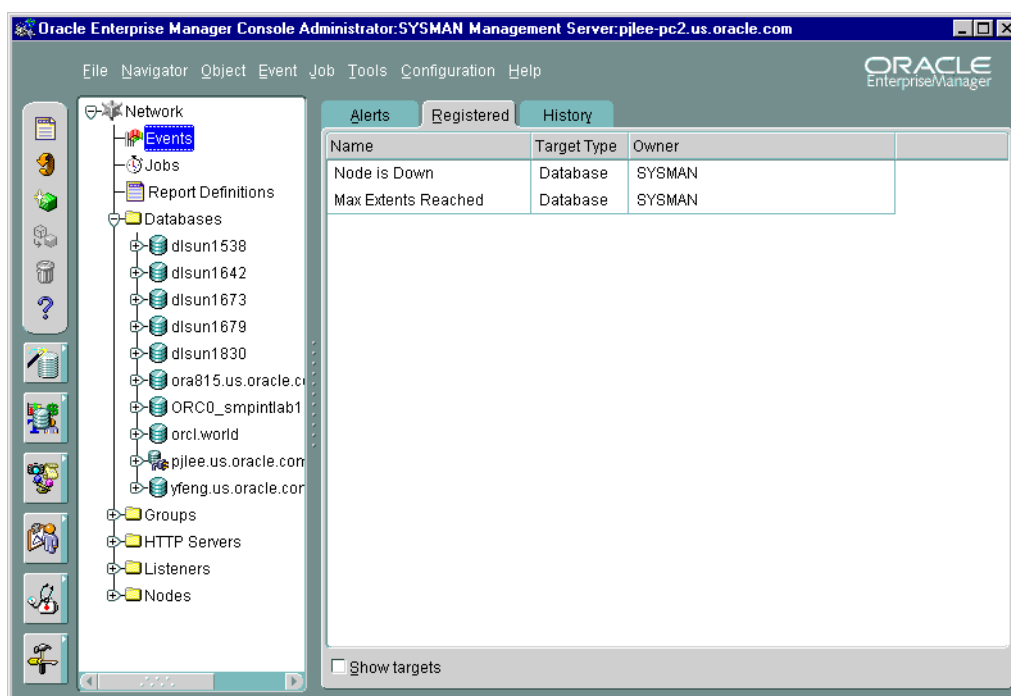 Oracle Enterprise Manager Console Administrator:SYSMAN Management Server:pjlee-pc2.us.oracle.com
File Navigator Object Event Job Tools Configuration Help
ORACLE
EnterpriseManager
Network
Events
Jobs
Report Definitions
Databases
dlsun1538
dlsun1642
dlsun1673
dlsun1679
dlsun1830
ora815.us.oracle.c
ORC0_smpintlab1
orcl.world
pjlee.us.oracle.com
yfeng.us.oracle.cor
Groups
HTTP Servers
Listeners
Nodes
Alerts Registered History
Name Target Type Owner
Node is Down Database SYSMAN
Max Extents Reached Database SYSMAN
Show targets